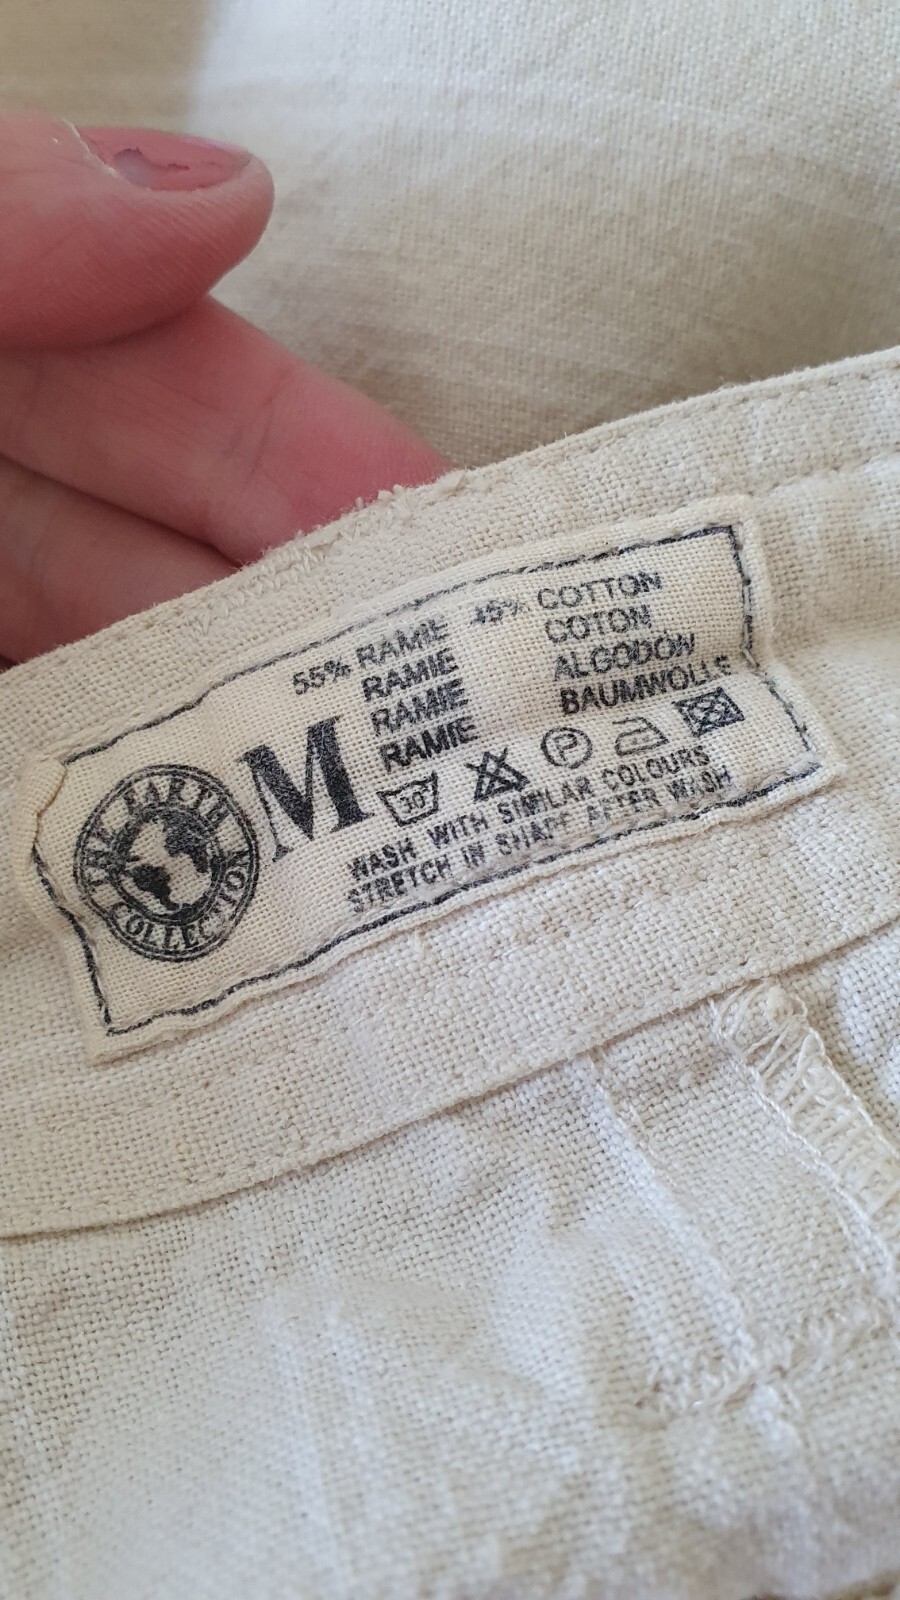 THE EARTH COLLECTION
M
55% RAMIE 45% COTTON
RAMIE COTON
RAMIE ALGODON
RAMIE BAUMWOLLE
30° P
WASH WITH SIMILAR COLOURS
STRETCH IN SHAPE AFTER WASH